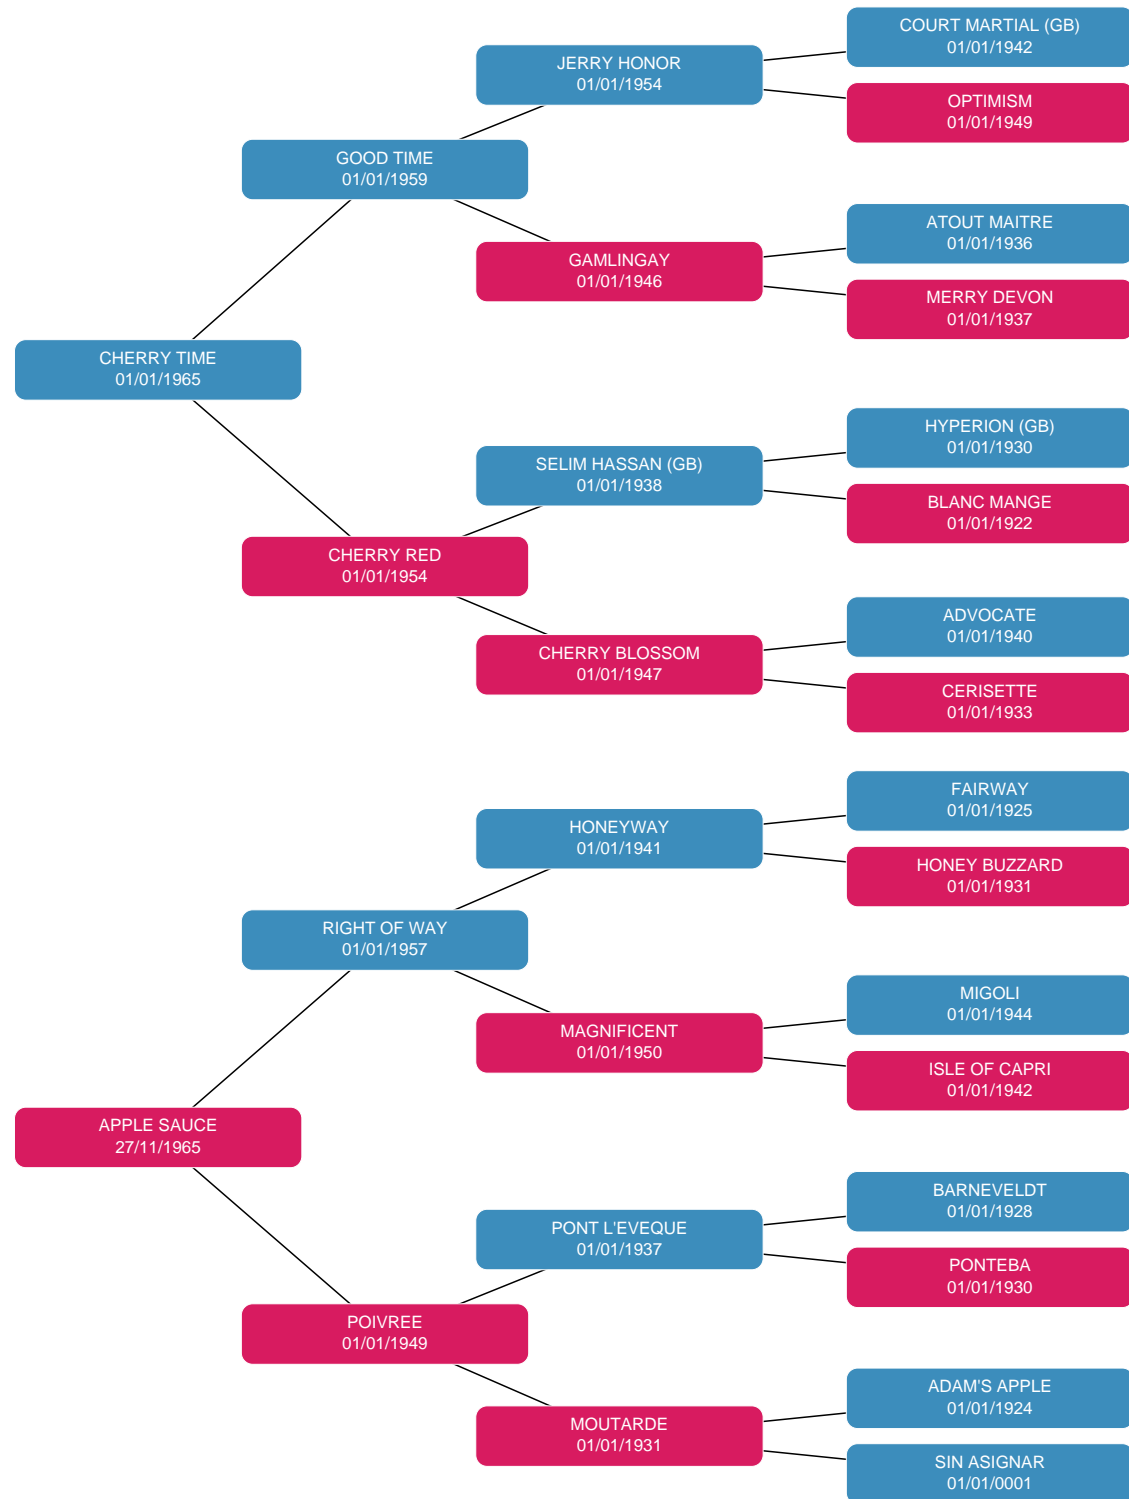 COURT MARTIAL (GB)
01/01/1942
JERRY HONOR
01/01/1954
OPTIMISM
01/01/1949
GOOD TIME
01/01/1959
ATOUT MAITRE
01/01/1936
GAMLINGAY
01/01/1946
MERRY DEVON
01/01/1937
CHERRY TIME
01/01/1965
HYPERION (GB)
01/01/1930
SELIM HASSAN (GB)
01/01/1938
BLANC MANGE
01/01/1922
CHERRY RED
01/01/1954
ADVOCATE
01/01/1940
CHERRY BLOSSOM
01/01/1947
CERISETTE
01/01/1933
FAIRWAY
01/01/1925
HONEYWAY
01/01/1941
HONEY BUZZARD
01/01/1931
RIGHT OF WAY
01/01/1957
MIGOLI
01/01/1944
MAGNIFICENT
01/01/1950
ISLE OF CAPRI
01/01/1942
APPLE SAUCE
27/11/1965
BARNEVELDT
01/01/1928
PONT L'EVEQUE
01/01/1937
PONTEBA
01/01/1930
POIVREE
01/01/1949
ADAM'S APPLE
01/01/1924
MOUTARDE
01/01/1931
SIN ASIGNAR
01/01/0001